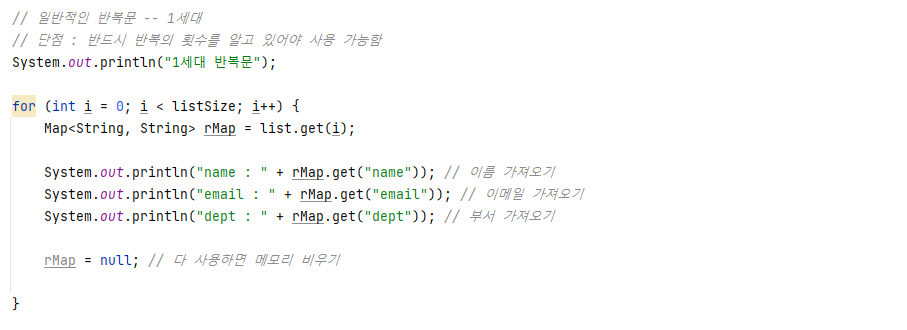 // 일반적인 반복문 -- 1세대
// 단점 : 반드시 반복의 횟수를 알고 있어야 사용 가능함
System.out.println("1세대 반복문");
for (int i = 0; i < listSize; i++) {
Map<String, String> rMap = list.get(i);
System.out.println("name : " + rMap.get("name")); // 이름 가져오기
System.out.println("email : " + rMap.get("email")); // 이메일 가져오기
System.out.println("dept : " + rMap.get("dept")); // 부서 가져오기
rMap = null; // 다 사용하면 메모리 비우기
}